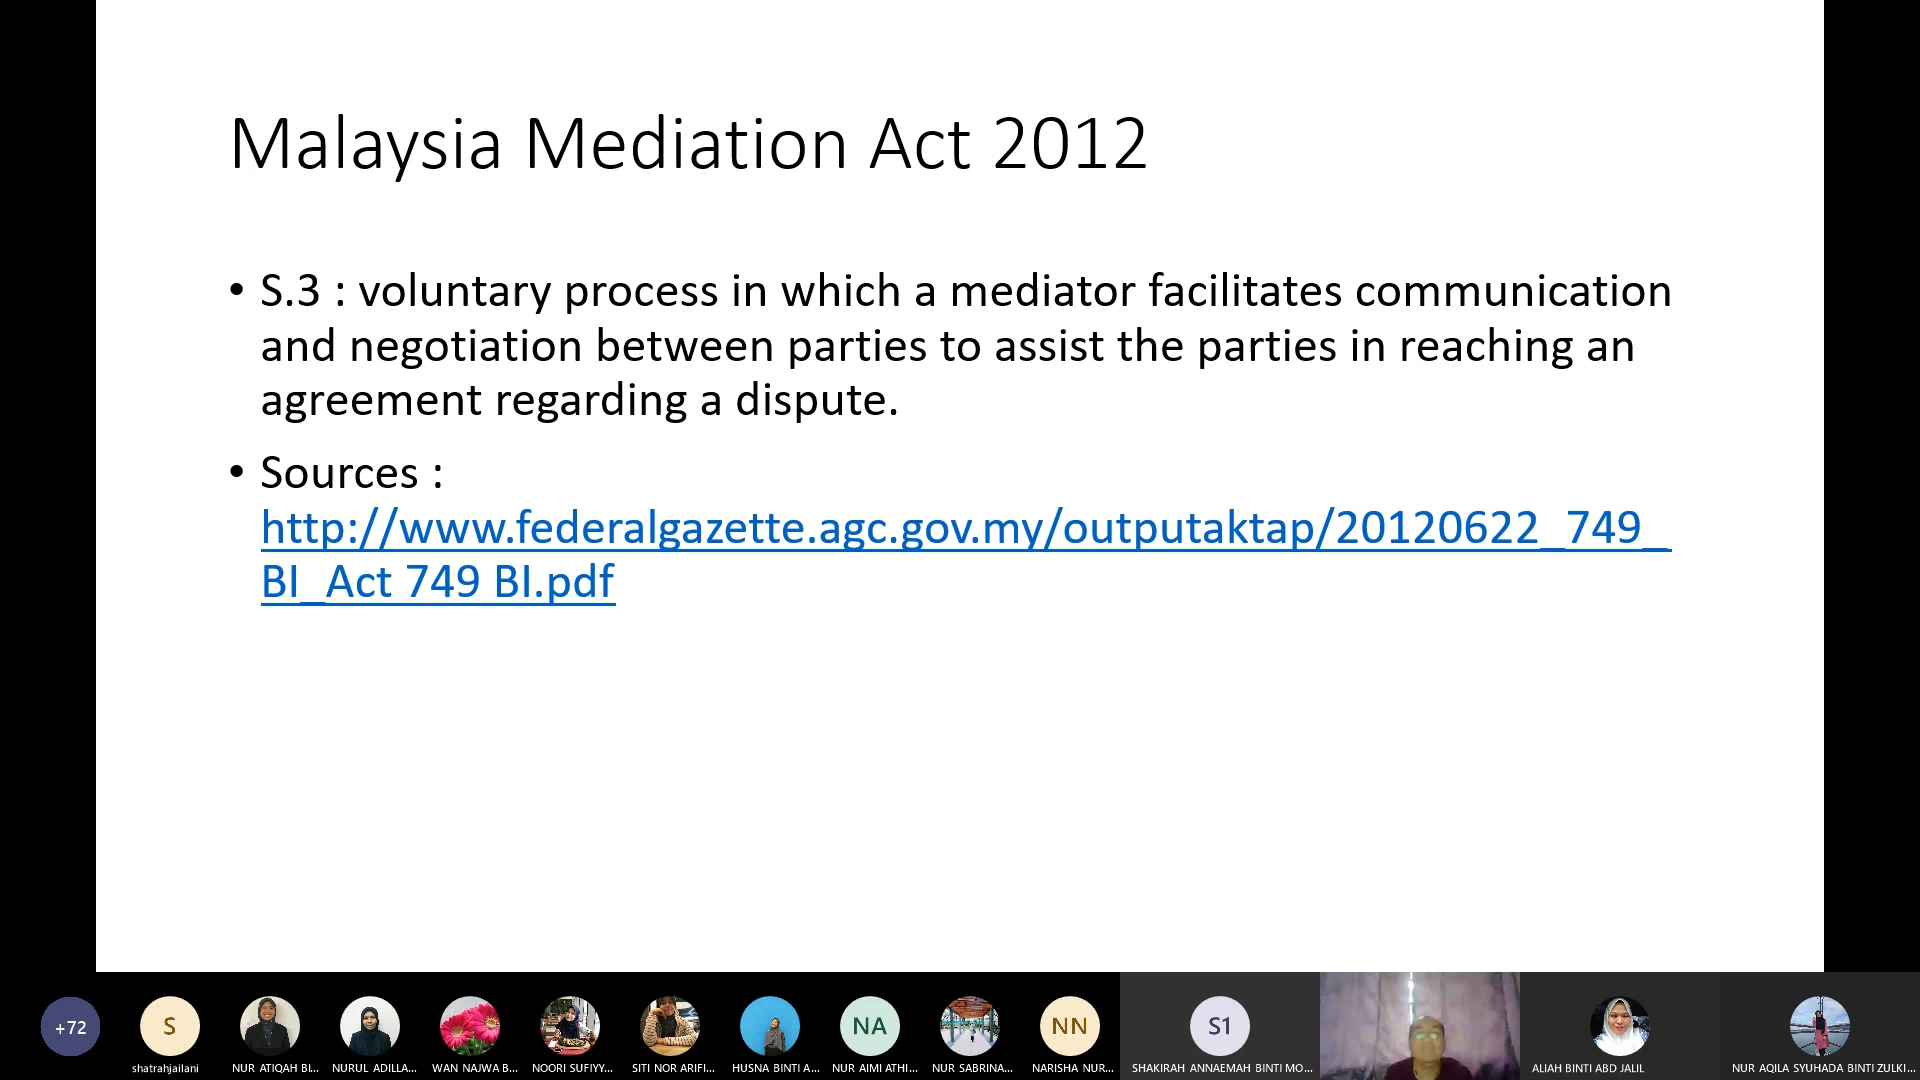 Malaysia Mediation Act 2012
• S.3 : voluntary process in which a mediator facilitates communication
and negotiation between parties to assist the parties in reaching an
agreement regarding a dispute.
• Sources :
http://www.federalgazette.agc.gov.my/outputaktap/20120622_749_
BI_Act 749 BI.pdf
+72
S
NA
NN
S1
shatrahjailani
NUR ATIQAH BI...
NURUL ADILLA...
WAN NAJWA B...
NOORI SUFIYY...
SITI NOR ARIFI...
HUSNA BINTI A...
NUR AIMI ATHI...
NUR SABRINA...
NARISHA NUR...
SHAKIRAH ANNAEMAH BINTI MO...
ALIAH BINTI ABD JALIL
NUR AQILA SYUHADA BINTI ZULKI...